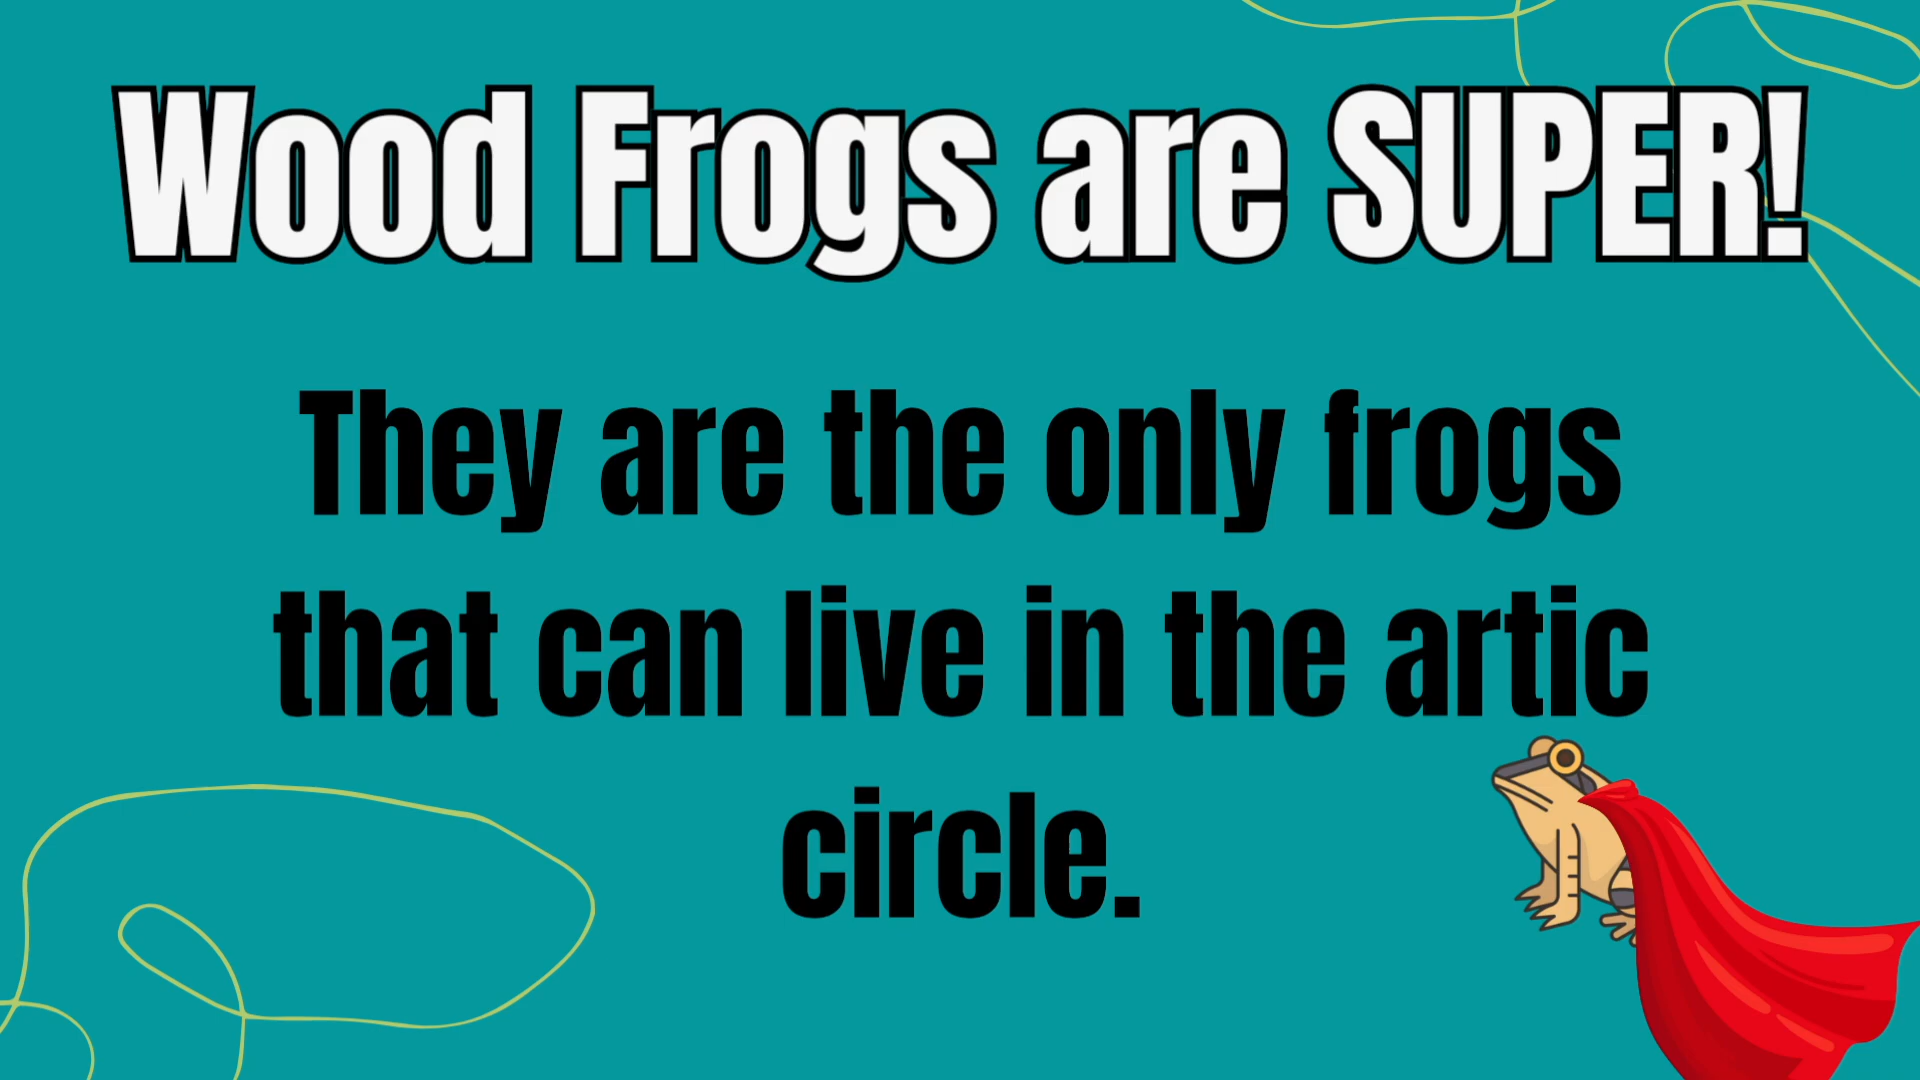 Wood Frogs are SUPER!
They are the only frogs
that can live in the artic
circle.